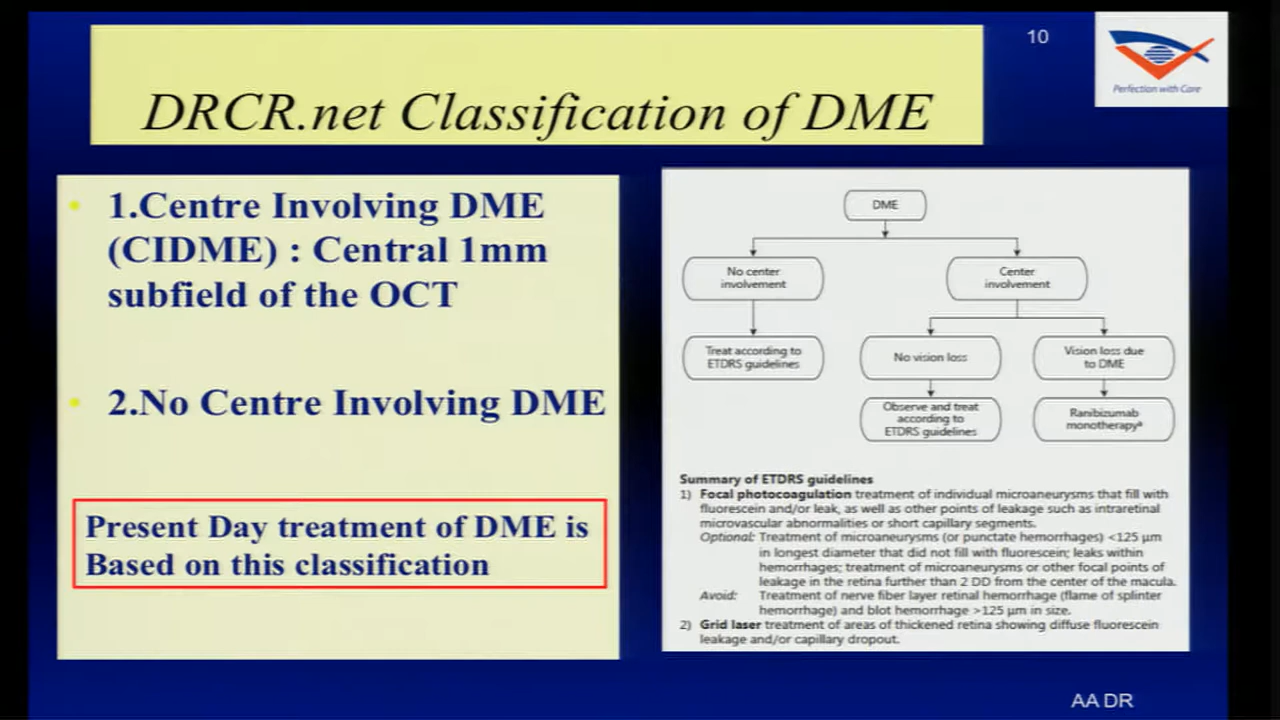 10
Perfection with Care
DRCR.net Classification of DME
• 1.Centre Involving DME
(CIDME) : Central 1mm
subfield of the OCT
• 2.No Centre Involving DME
Present Day treatment of DME is
Based on this classification
DME
No center
involvement
Center
involvement
Treat according to
ETDRS guidelines
No vision loss
Vision loss due
to DME
Observe and treat
according to
ETDRS guidelines
Ranibizumab
monotherapyᵃ
Summary of ETDRS guidelines
1) Focal photocoagulation treatment of individual microaneurysms that fill with
fluorescein and/or leak, as well as other points of leakage such as intraretinal
microvascular abnormalities or short capillary segments.
Optional: Treatment of microaneurysms (or punctate hemorrhages) <125 μm
in longest diameter that did not fill with fluorescein; leaks within
hemorrhages; treatment of microaneurysms or other focal points of
leakage in the retina further than 2 DD from the center of the macula.
Avoid: Treatment of nerve fiber layer retinal hemorrhage (flame of splinter
hemorrhage) and blot hemorrhage >125 μm in size.
2) Grid laser treatment of areas of thickened retina showing diffuse fluorescein
leakage and/or capillary dropout.
AA DR